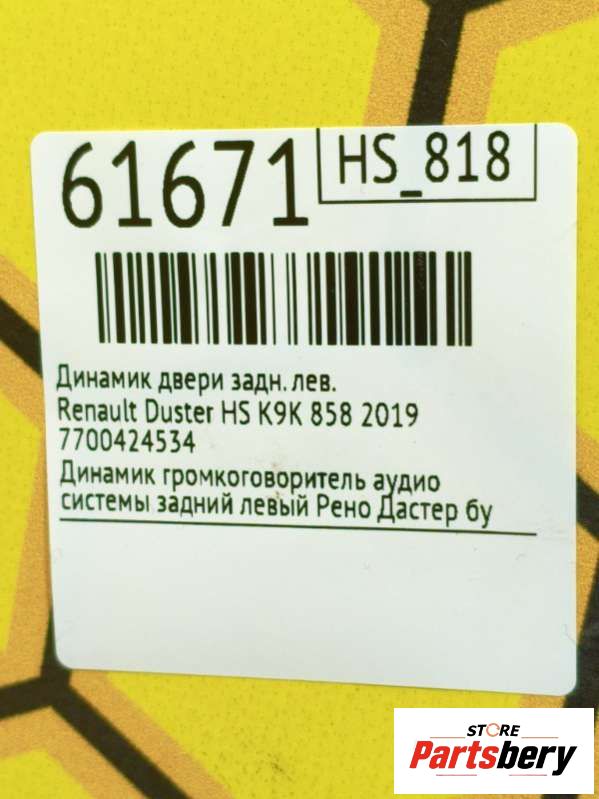 61671
HS_818
Динамик двери задн. лев.
Renault Duster HS K9K 858 2019
7700424534
Динамик громкоговоритель аудио
системы задний левый Рено Дастер бу
STORE
Partsbery